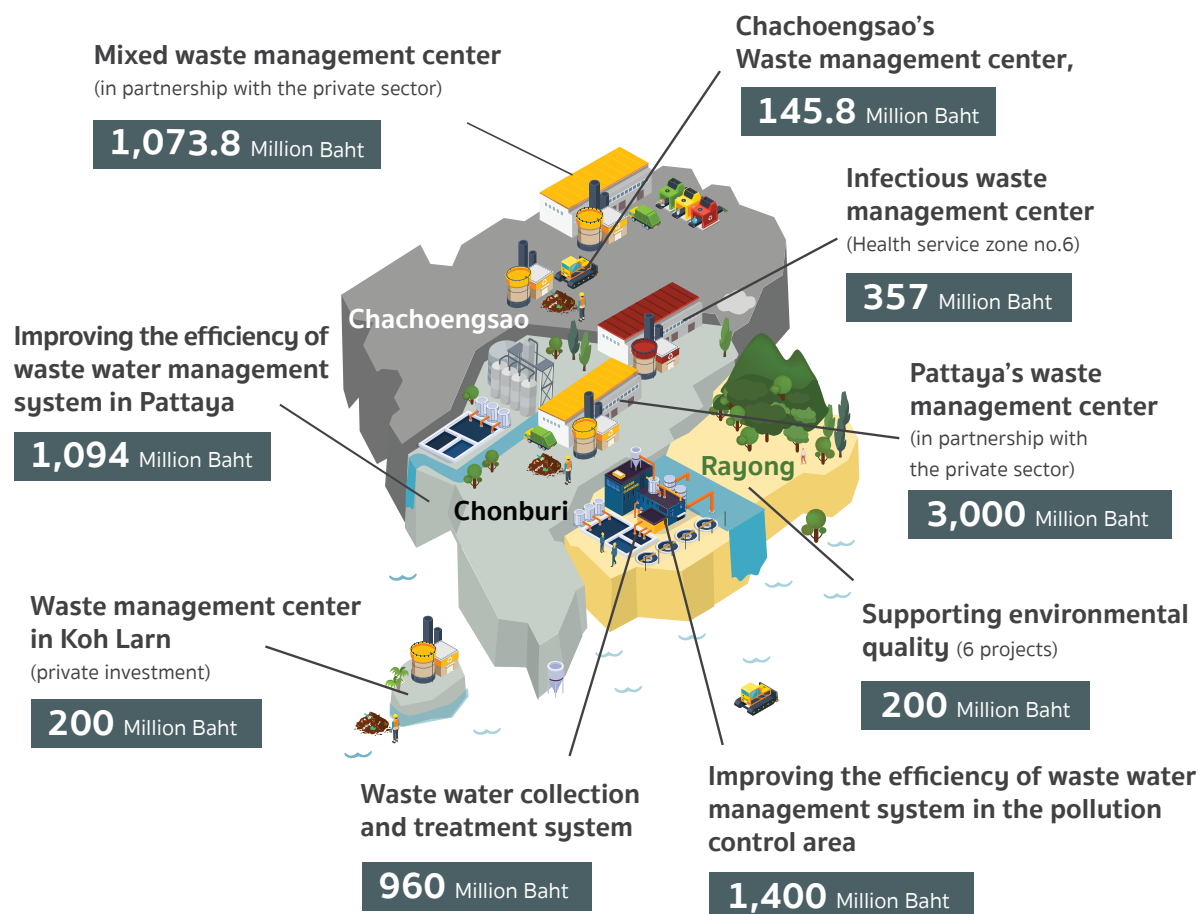 Mixed waste management center
(in partnership with the private sector)
1,073.8 Million Baht
Chachoengsao's
Waste management center,
145.8 Million Baht
Infectious waste
management center
(Health service zone no.6)
357 Million Baht
Chachoengsao
Improving the efficiency of
waste water management
system in Pattaya
1,094 Million Baht
Pattaya's waste
management center
(in partnership with
the private sector)
3,000 Million Baht
Rayong
Chonburi
Waste management center
in Koh Larn
(private investment)
200 Million Baht
Supporting environmental
quality (6 projects)
200 Million Baht
Waste water collection
and treatment system
960 Million Baht
Improving the efficiency of waste water
management system in the pollution
control area
1,400 Million Baht